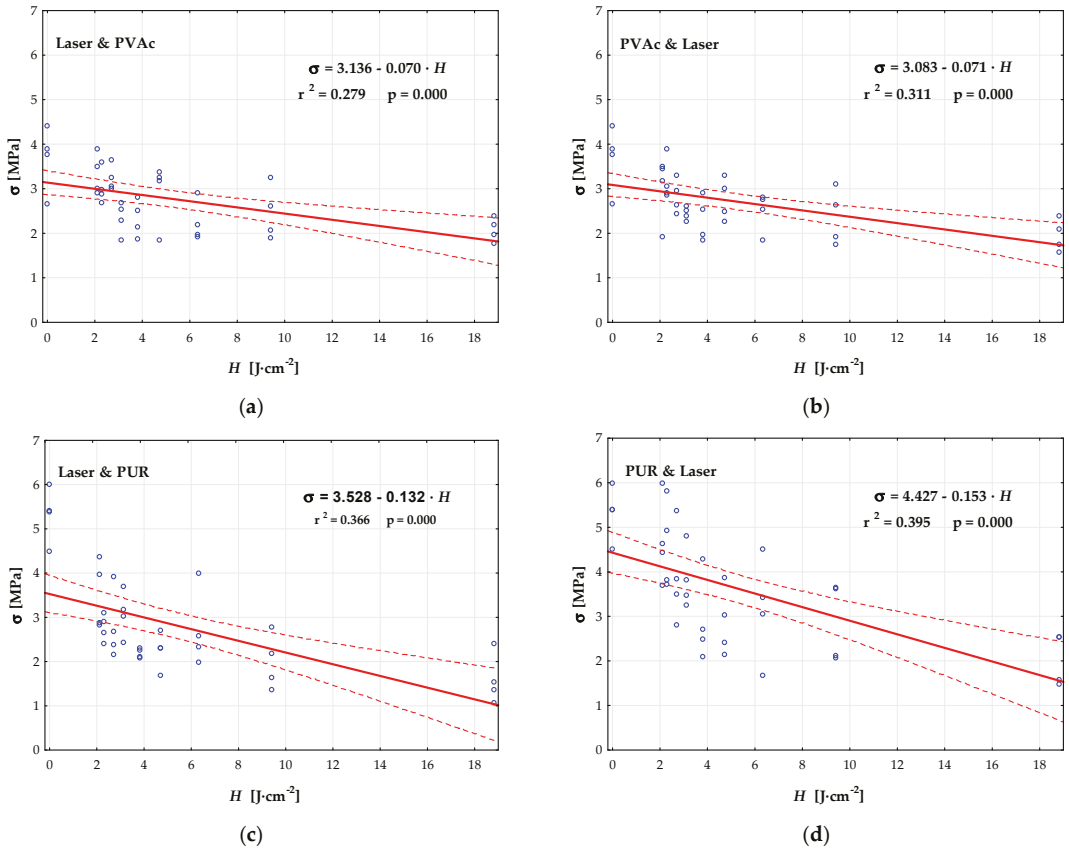 7
6
5
4
3
2
1
0
σ [MPa]
Laser & PVAc
σ = 3.136 - 0.070 · H
r ² = 0.279 p = 0.000
0 2 4 6 8 10 12 14 16 18
H [J·cm⁻²]
(a)
7
6
5
4
3
2
1
0
σ [MPa]
PVAc & Laser
σ = 3.083 - 0.071 · H
r ² = 0.311 p = 0.000
0 2 4 6 8 10 12 14 16 18
H [J·cm⁻²]
(b)
7
6
5
4
3
2
1
0
σ [MPa]
Laser & PUR
σ = 3.528 - 0.132 · H
r ² = 0.366 p = 0.000
0 2 4 6 8 10 12 14 16 18
H [J·cm⁻²]
(c)
7
6
5
4
3
2
1
0
σ [MPa]
PUR & Laser
σ = 4.427 - 0.153 · H
r ² = 0.395 p = 0.000
0 2 4 6 8 10 12 14 16 18
H [J·cm⁻²]
(d)